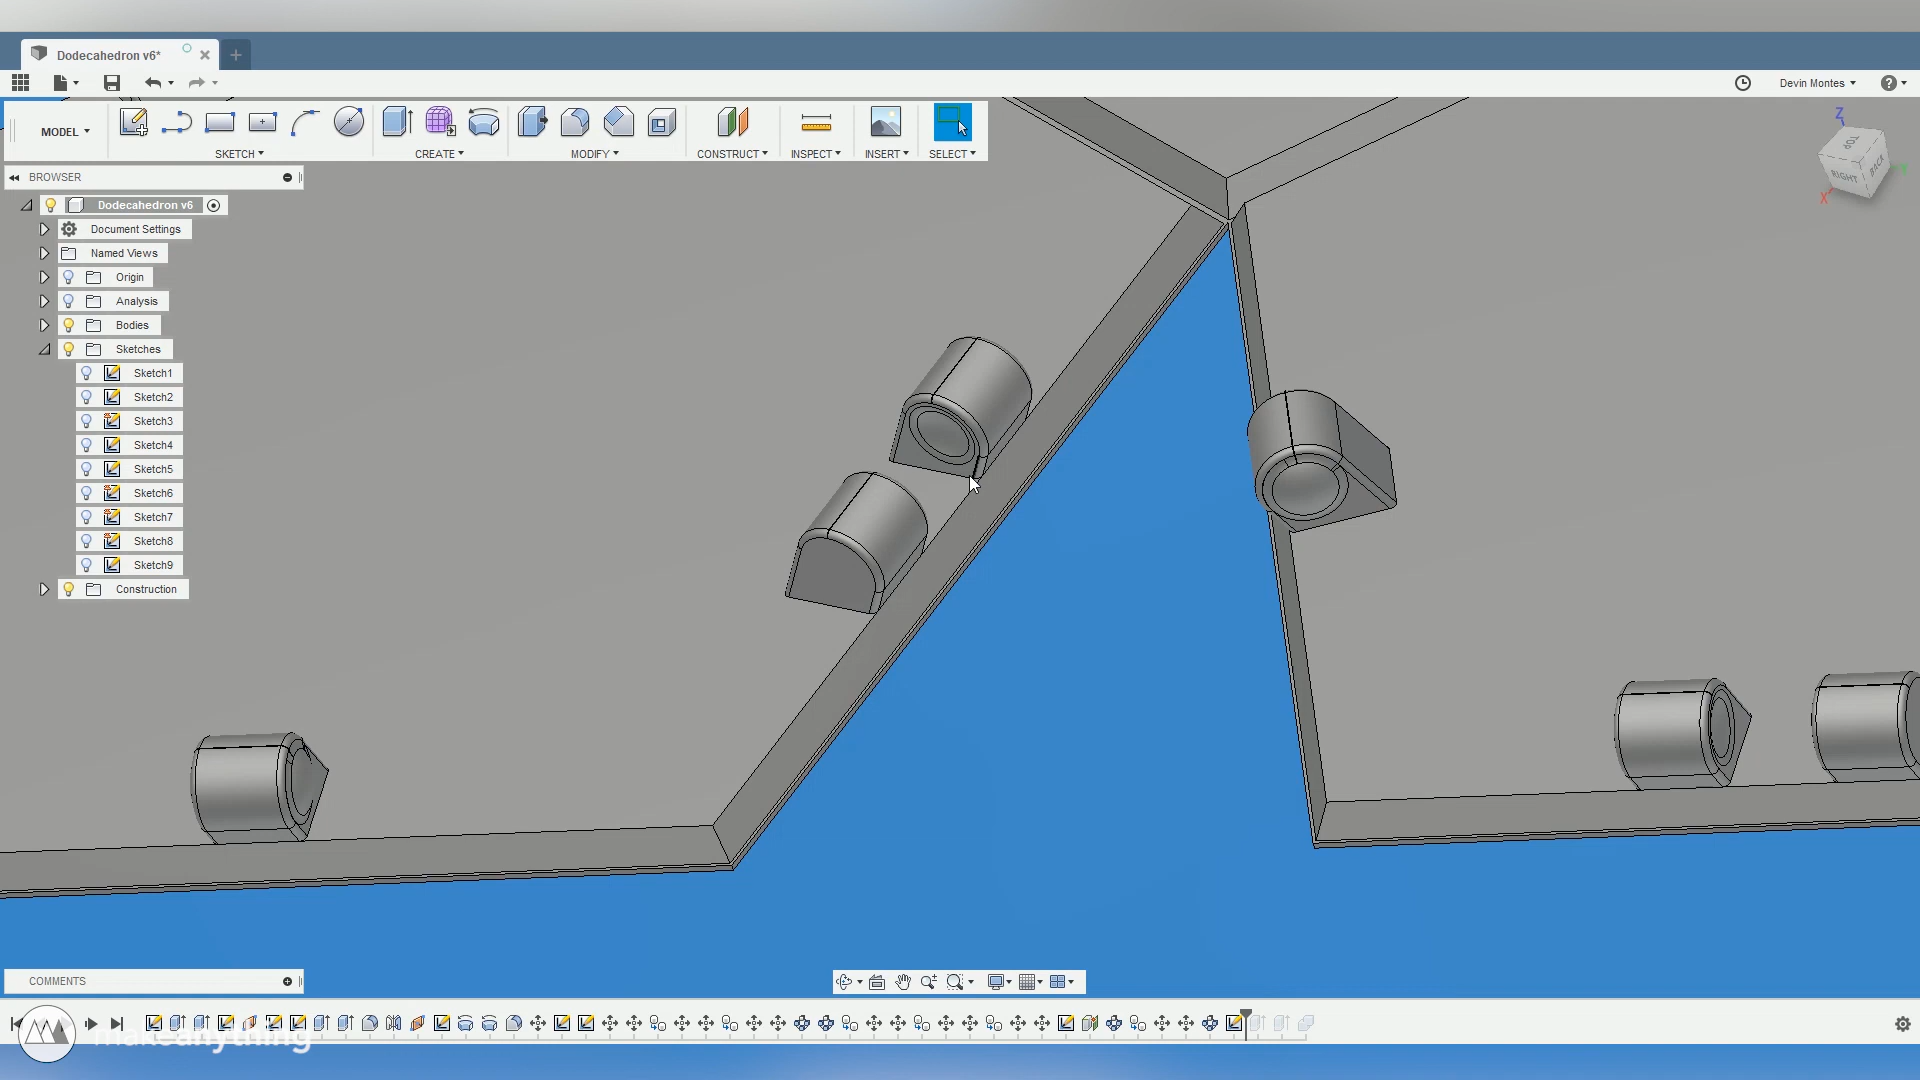 Dodecahedron v6*
Devin Montes
MODEL
SKETCH
CREATE
MODIFY
CONSTRUCT
INSPECT
INSERT
SELECT
Z
TOP
RIGHT
BACK
X
BROWSER
Dodecahedron v6
Document Settings
Named Views
Origin
Analysis
Bodies
Sketches
Sketch1
Sketch2
Sketch3
Sketch4
Sketch5
Sketch6
Sketch7
Sketch8
Sketch9
Construction
COMMENTS
makeanything